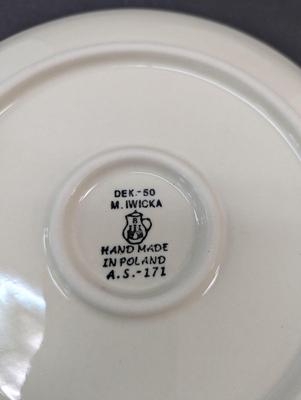 DEK.-50
M. IWICKA
HAND MADE
IN POLAND
A.S.-171